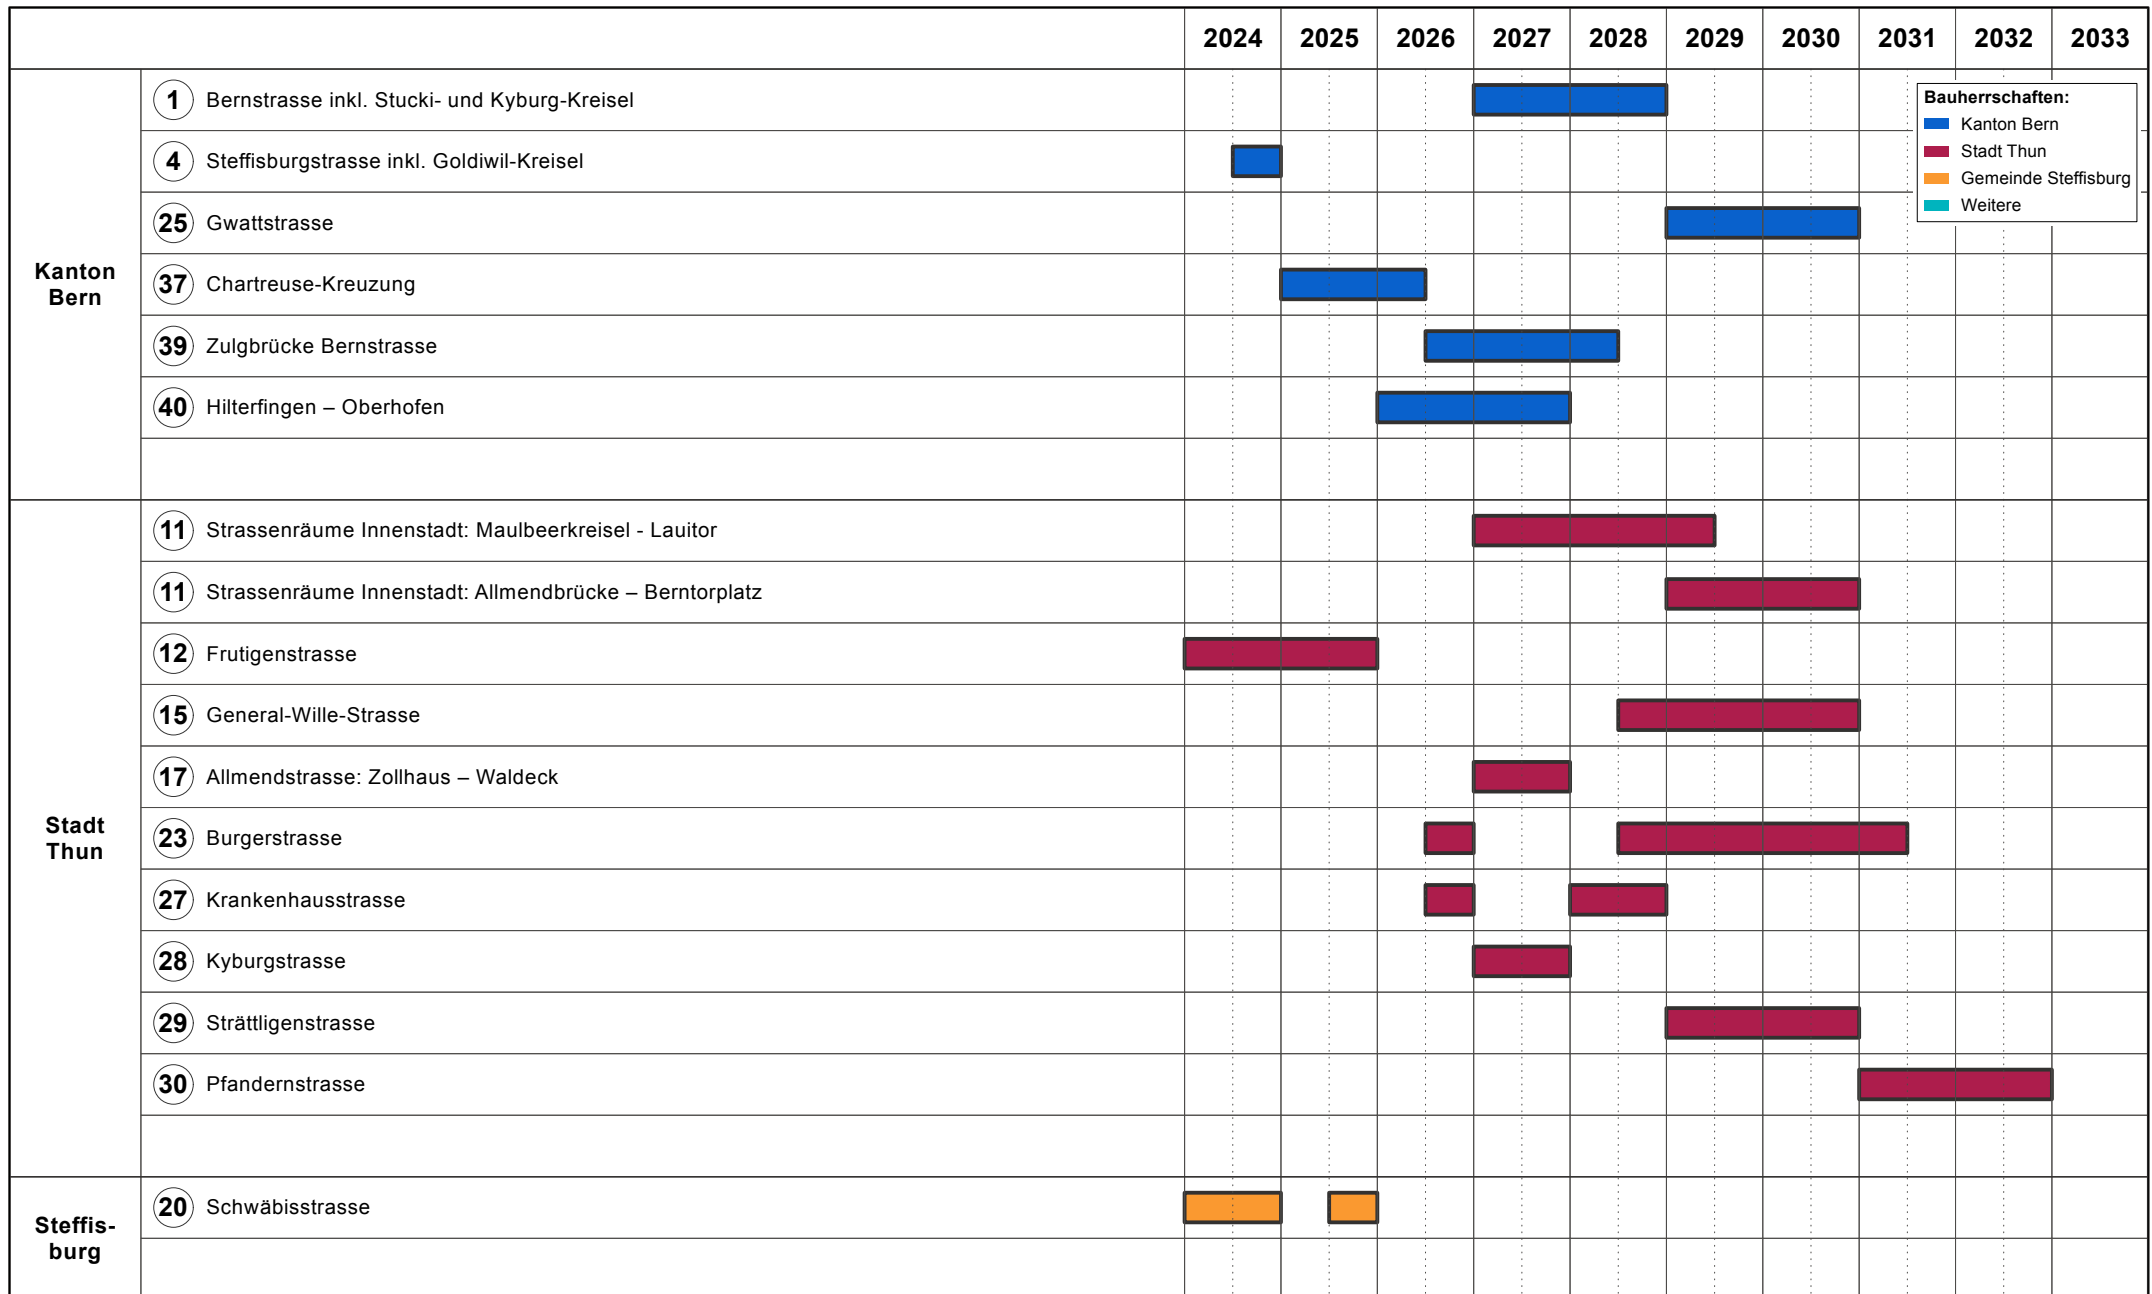 2024 2025 2026 2027 2028 2029 2030 2031 2032 2033
Bauherrschaften:
Kanton Bern
Stadt Thun
Gemeinde Steffisburg
Weitere
Kanton
Bern
1 Bernstrasse inkl. Stucki- und Kyburg-Kreisel
4 Steffisburgstrasse inkl. Goldiwil-Kreisel
25 Gwattstrasse
37 Chartreuse-Kreuzung
39 Zulgbrücke Bernstrasse
40 Hilterfingen – Oberhofen
Stadt
Thun
11 Strassenräume Innenstadt: Maulbeerkreisel - Lauitor
11 Strassenräume Innenstadt: Allmendbrücke – Berntorplatz
12 Frutigenstrasse
15 General-Wille-Strasse
17 Allmendstrasse: Zollhaus – Waldeck
23 Burgerstrasse
27 Krankenhausstrasse
28 Kyburgstrasse
29 Strättligenstrasse
30 Pfandernstrasse
Steffis-
burg
20 Schwäbisstrasse